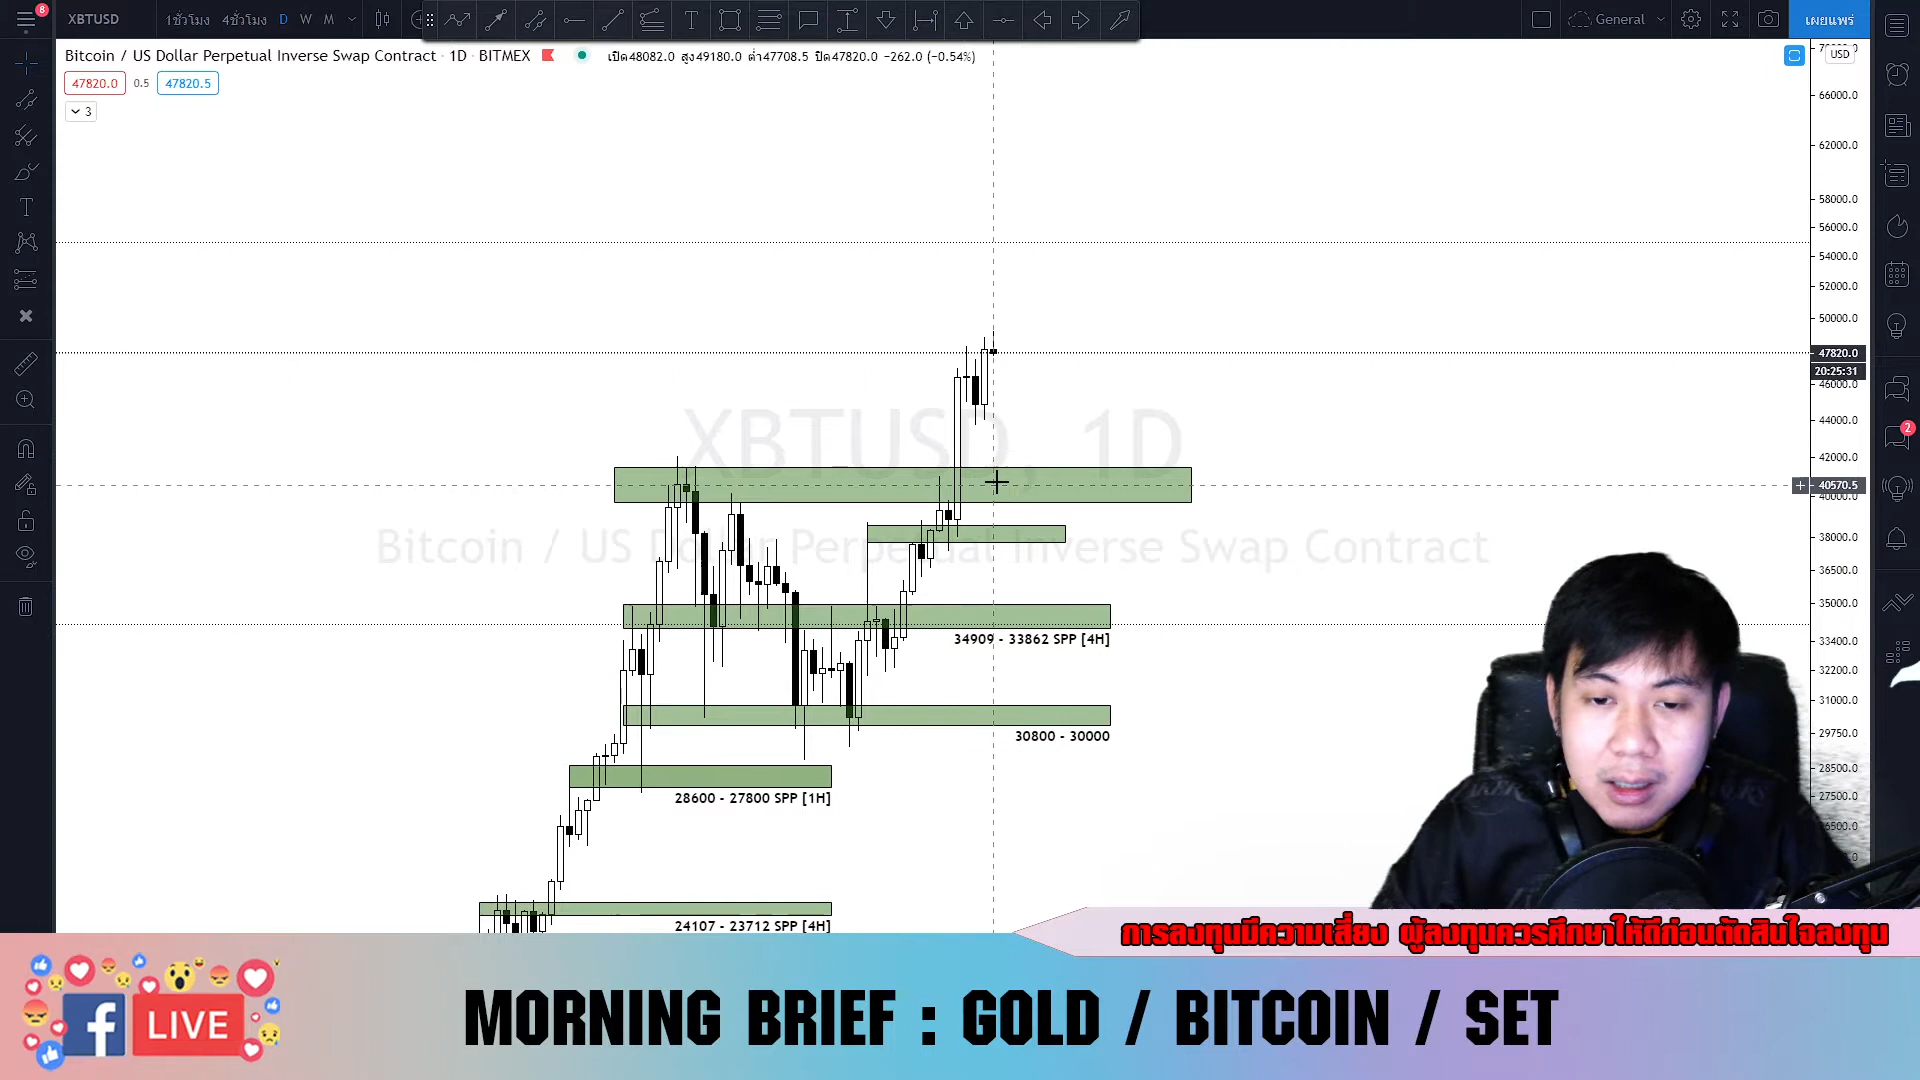 8
XBTUSD
1ชั่วโมง 4ชั่วโมง D W M
General
เผยแพร่
Bitcoin / US Dollar Perpetual Inverse Swap Contract · 1D · BITMEX
เปิด48082.0 สูง49180.0 ต่ำ47708.5 ปิด47820.0 −262.0 (−0.54%)
USD
47820.0 0.5 47820.5
3
66000.0
62000.0
58000.0
56000.0
54000.0
52000.0
50000.0
47820.0
20:25:31
46000.0
44000.0
2
42000.0
40570.5
40000.0
38000.0
36500.0
35000.0
33400.0
32200.0
31000.0
29750.0
28500.0
27500.0
26500.0
XBTUSD, 1D
Bitcoin / US Dollar Perpetual Inverse Swap Contract
34909 - 33862 SPP [4H]
30800 - 30000
28600 - 27800 SPP [1H]
24107 - 23712 SPP [4H]
การลงทุนมีความเสี่ยง ผู้ลงทุนควรศึกษาให้ดีก่อนตัดสินใจลงทุน
f LIVE
MORNING BRIEF : GOLD / BITCOIN / SET